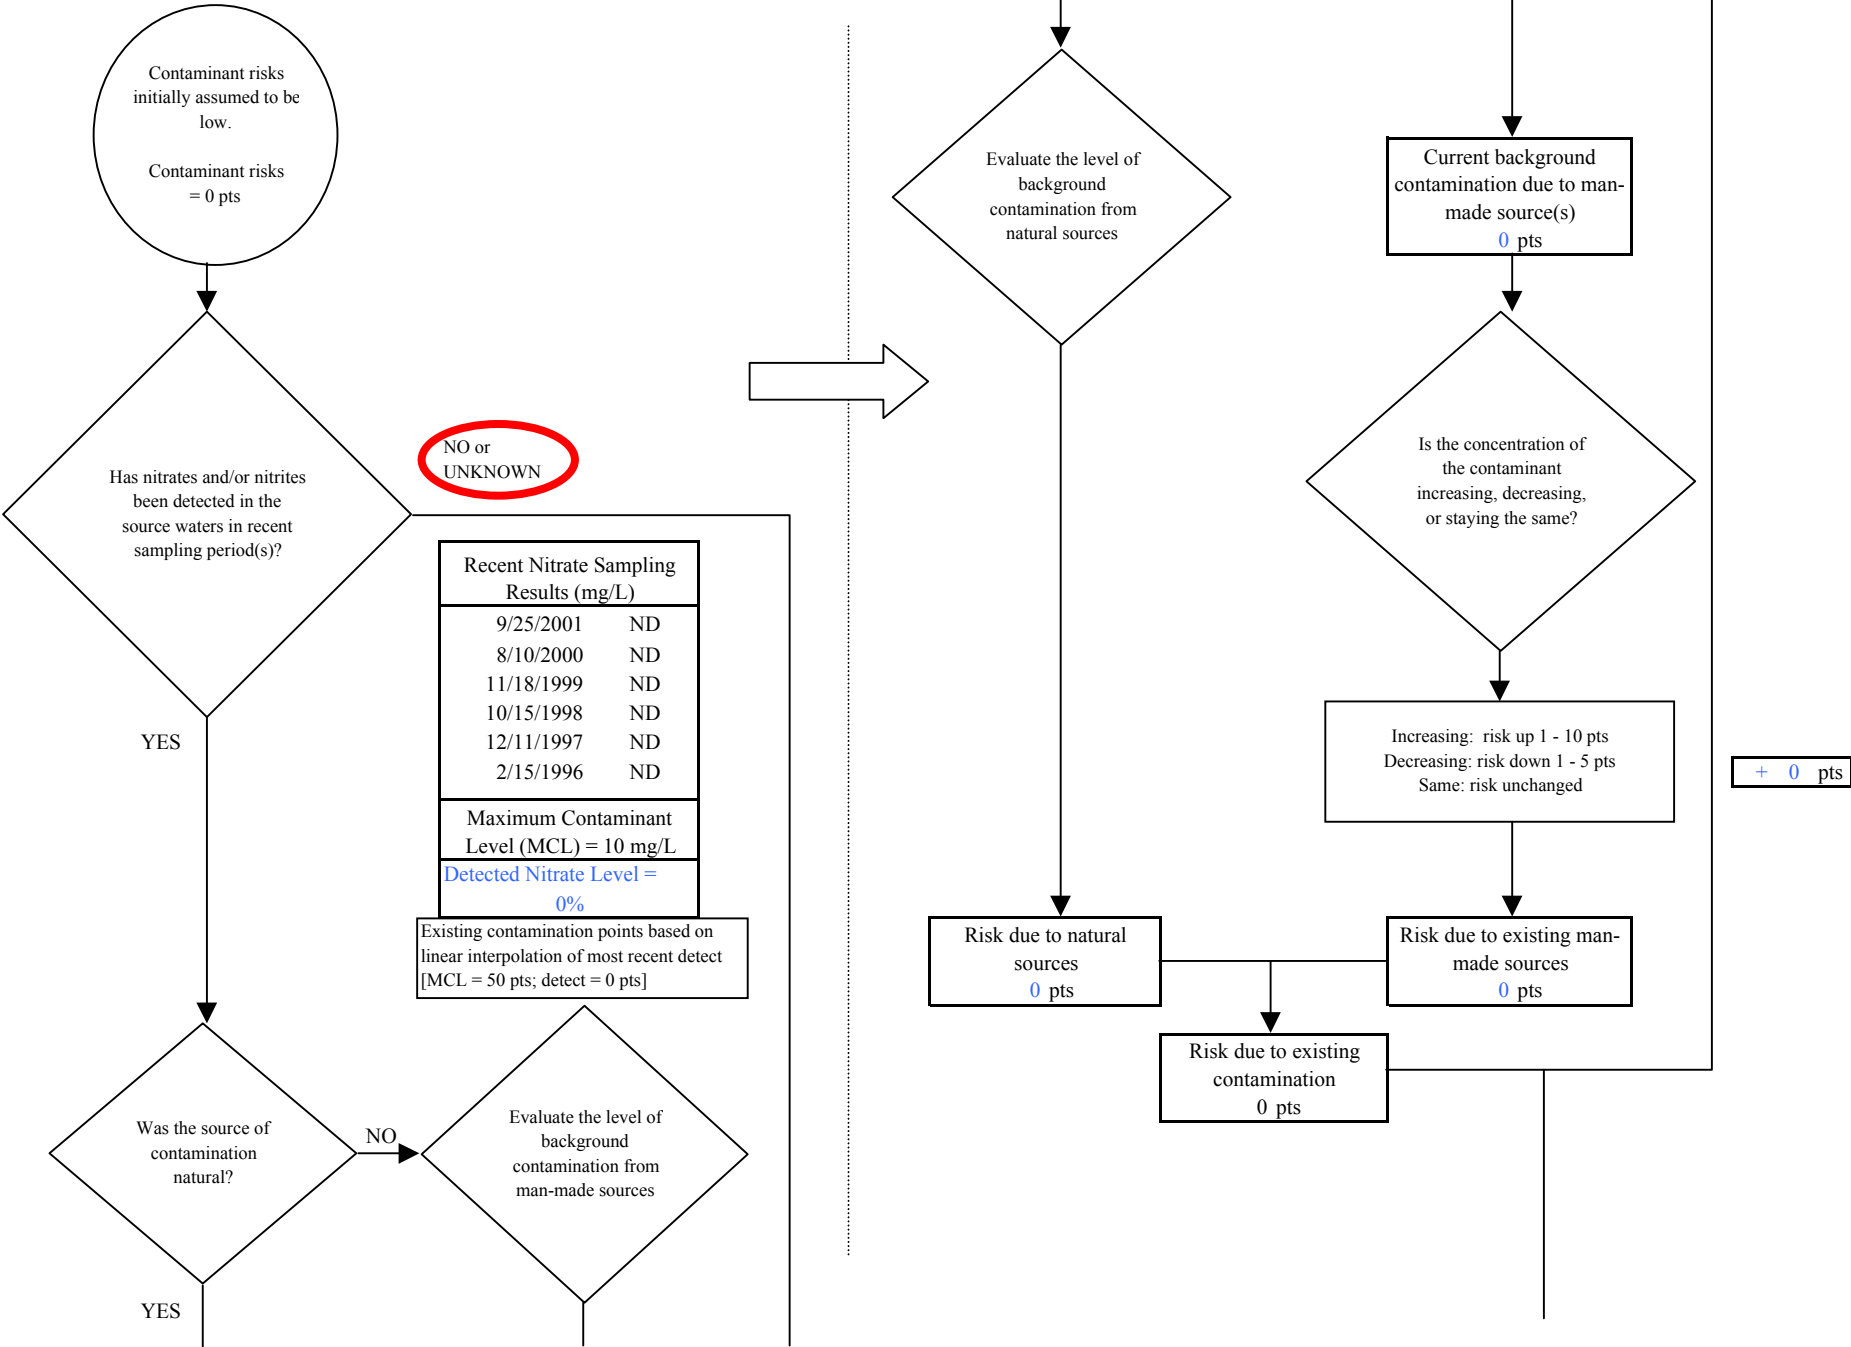 Contaminant risks
initially assumed to be
low.
Contaminant risks
= 0 pts
Has nitrates and/or nitrites
been detected in the
source waters in recent
sampling period(s)?
NO or
UNKNOWN
YES
Recent Nitrate Sampling
Results (mg/L)
9/25/2001 ND
8/10/2000 ND
11/18/1999 ND
10/15/1998 ND
12/11/1997 ND
2/15/1996 ND
Maximum Contaminant
Level (MCL) = 10 mg/L
Detected Nitrate Level =
0%
Existing contamination points based on
linear interpolation of most recent detect
[MCL = 50 pts; detect = 0 pts]
Was the source of
contamination
natural?
NO
YES
Evaluate the level of
background
contamination from
man-made sources
Evaluate the level of
background
contamination from
natural sources
Current background
contamination due to man-
made source(s)
0 pts
Is the concentration of
the contaminant
increasing, decreasing,
or staying the same?
Increasing: risk up 1 - 10 pts
Decreasing: risk down 1 - 5 pts
Same: risk unchanged
+ 0 pts
Risk due to natural
sources
0 pts
Risk due to existing man-
made sources
0 pts
Risk due to existing
contamination
0 pts